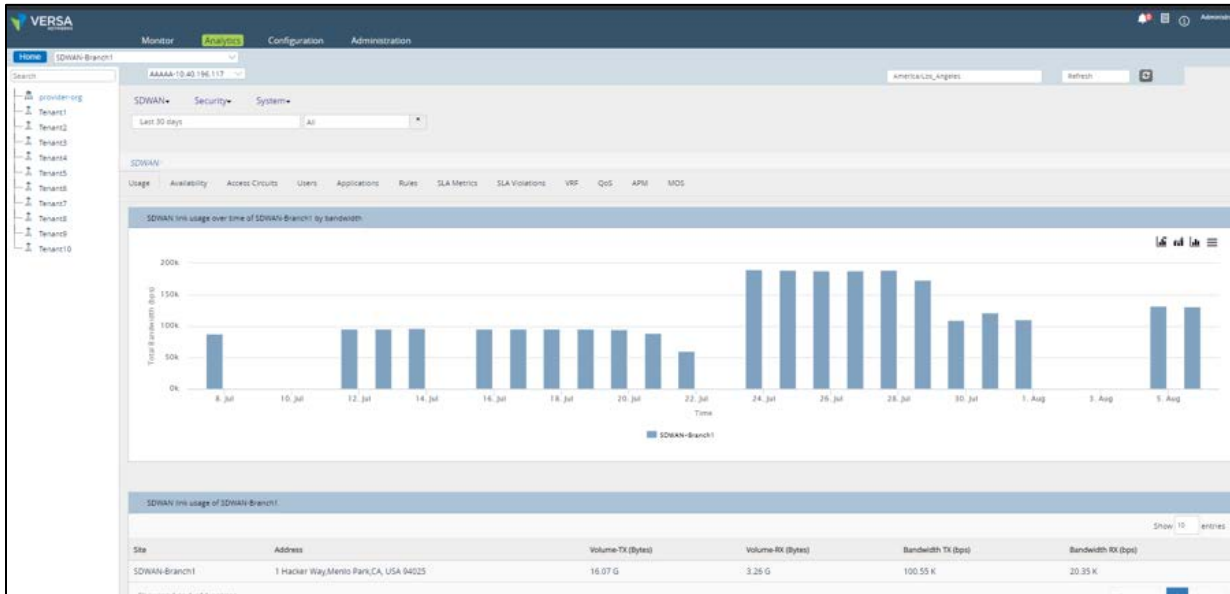 VERSA
NETWORKS
Monitor Analytics Configuration Administration
Home SDWAN-Branch1
Search AAAAA-10.40.196.117 America/Los_Angeles Refresh
provider-org
Tenant1
Tenant2
Tenant3
Tenant4
Tenant5
Tenant6
Tenant7
Tenant8
Tenant9
Tenant10
SDWAN Security System
Last 30 days All
SDWAN
Usage Availability Access Circuits Users Applications Rules SLA Metrics SLA Violations VRF QoS APM MOS
SDWAN link usage over time of SDWAN-Branch1 by bandwidth
Total Bandwidth (bps)
200k
150k
100k
50k
0k
8. Jul 10. Jul 12. Jul 14. Jul 16. Jul 18. Jul 20. Jul 22. Jul 24. Jul 26. Jul 28. Jul 30. Jul 1. Aug 3. Aug 5. Aug
Time
SDWAN-Branch1
SDWAN link usage of SDWAN-Branch1
Show 10 entries
Site Address Volume-TX (Bytes) Volume-RX (Bytes) Bandwidth TX (bps) Bandwidth RX (bps)
SDWAN-Branch1 1 Hacker Way,Menlo Park,CA, USA 94025 16.07 G 3.26 G 100.55 K 20.35 K